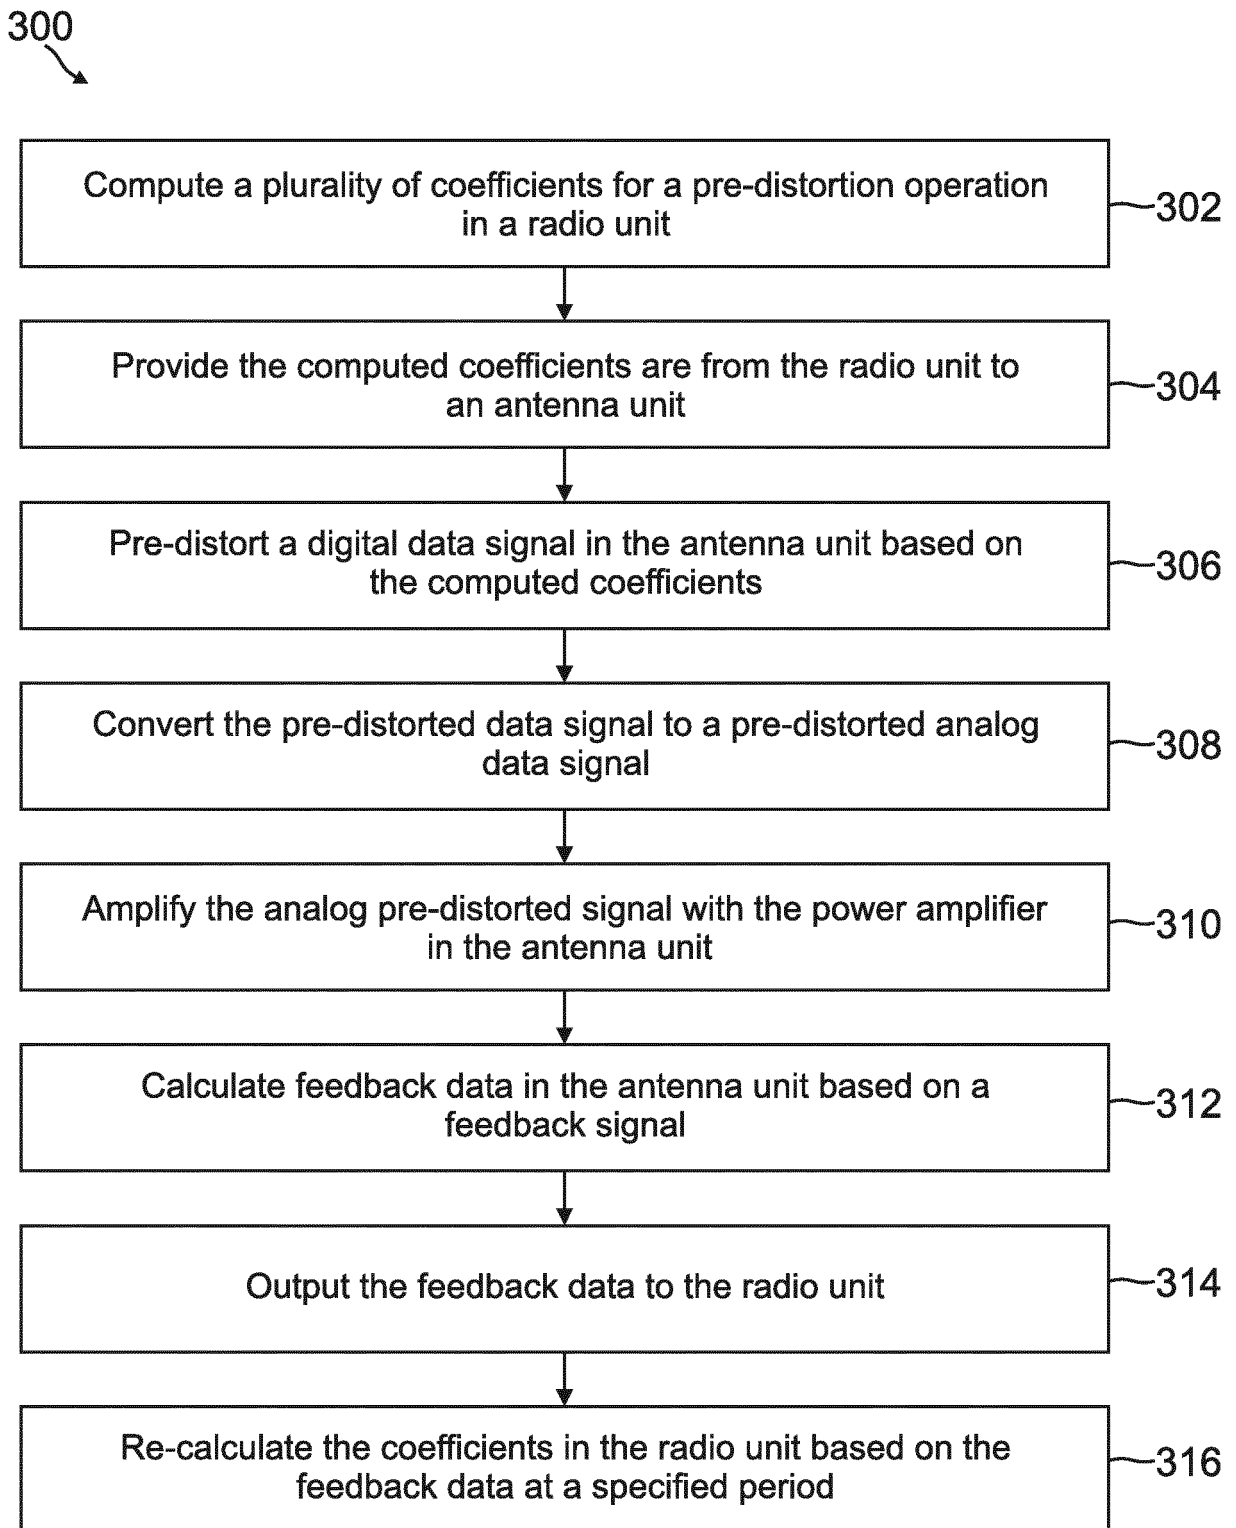 300
Compute a plurality of coefficients for a pre-distortion operation
in a radio unit
302
Provide the computed coefficients are from the radio unit to
an antenna unit
304
Pre-distort a digital data signal in the antenna unit based on
the computed coefficients
306
Convert the pre-distorted data signal to a pre-distorted analog
data signal
308
Amplify the analog pre-distorted signal with the power amplifier
in the antenna unit
310
Calculate feedback data in the antenna unit based on a
feedback signal
312
Output the feedback data to the radio unit
314
Re-calculate the coefficients in the radio unit based on the
feedback data at a specified period
316